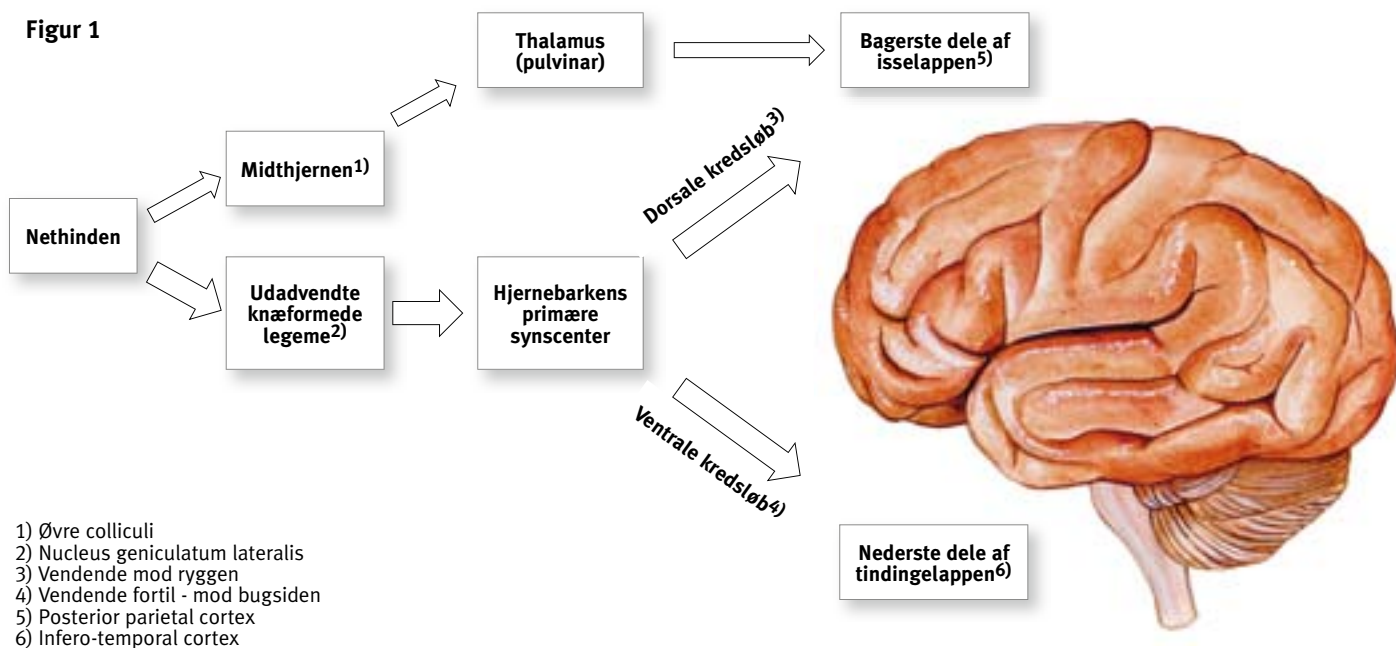 Figur 1
Thalamus
(pulvinar)
Bagerste dele af
isselappen5)
Midthjernen1)
Dorsale kredsløb3)
Nethinden
Udadvendte
knæformede
legeme2)
Hjernebarkens
primære
synscenter
Ventrale kredsløb4)
Nederste dele af
tindingelappen6)
1) Øvre colliculi
2) Nucleus geniculatum lateralis
3) Vendende mod ryggen
4) Vendende fortil - mod bugsiden
5) Posterior parietal cortex
6) Infero-temporal cortex